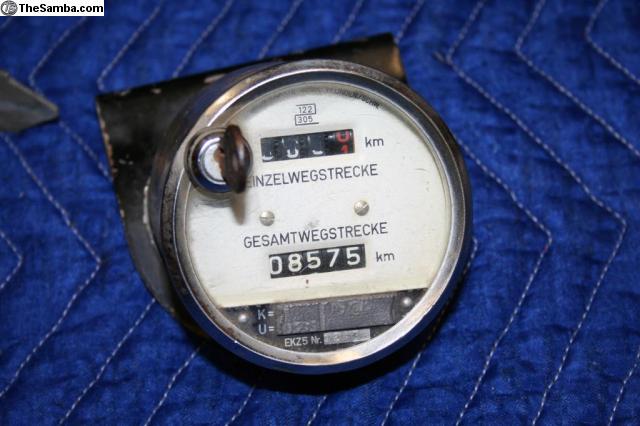 TheSamba.com
122
305
km
EINZELWEGSTRECKE
GESAMTWEGSTRECKE
08575 km
K=
U=
EKZ5 Nr.